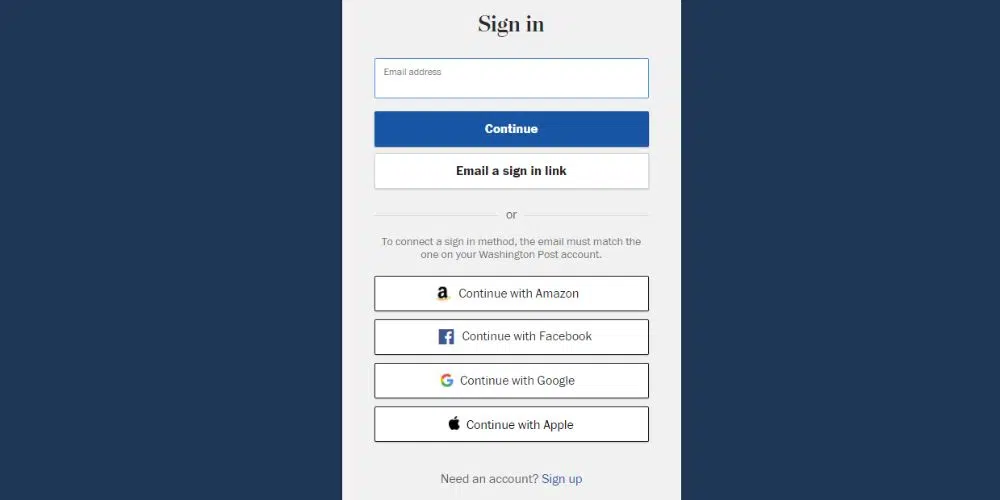 Sign in
Email address
Continue
Email a sign in link
or
To connect a sign in method, the email must match the
one on your Washington Post account.
Continue with Amazon
Continue with Facebook
Continue with Google
Continue with Apple
Need an account? Sign up